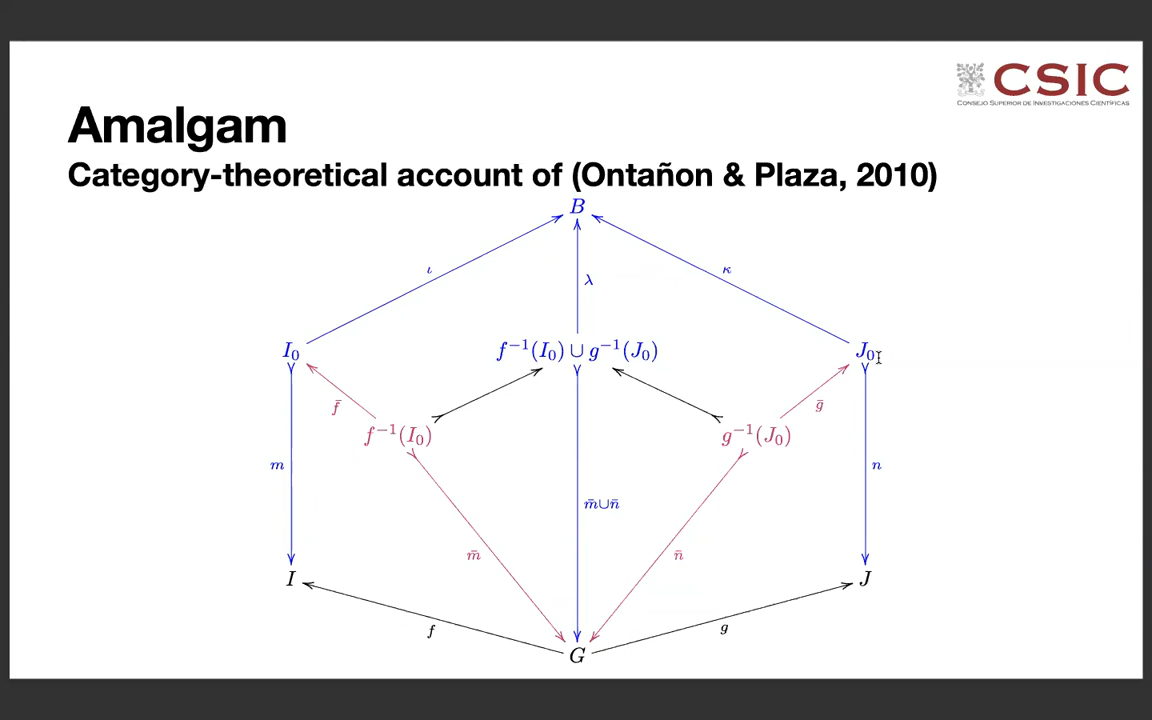 CSIC
CONSEJO SUPERIOR DE INVESTIGACIONES CIENTÍFICAS
Amalgam
Category-theoretical account of (Ontañon & Plaza, 2010)
B
ι κ
λ
I₀ f⁻¹(I₀) ∪ g⁻¹(J₀) J₀
f̄ ḡ
f⁻¹(I₀) g⁻¹(J₀)
m n
m̄∪n̄
m̄ n̄
I J
f g
G